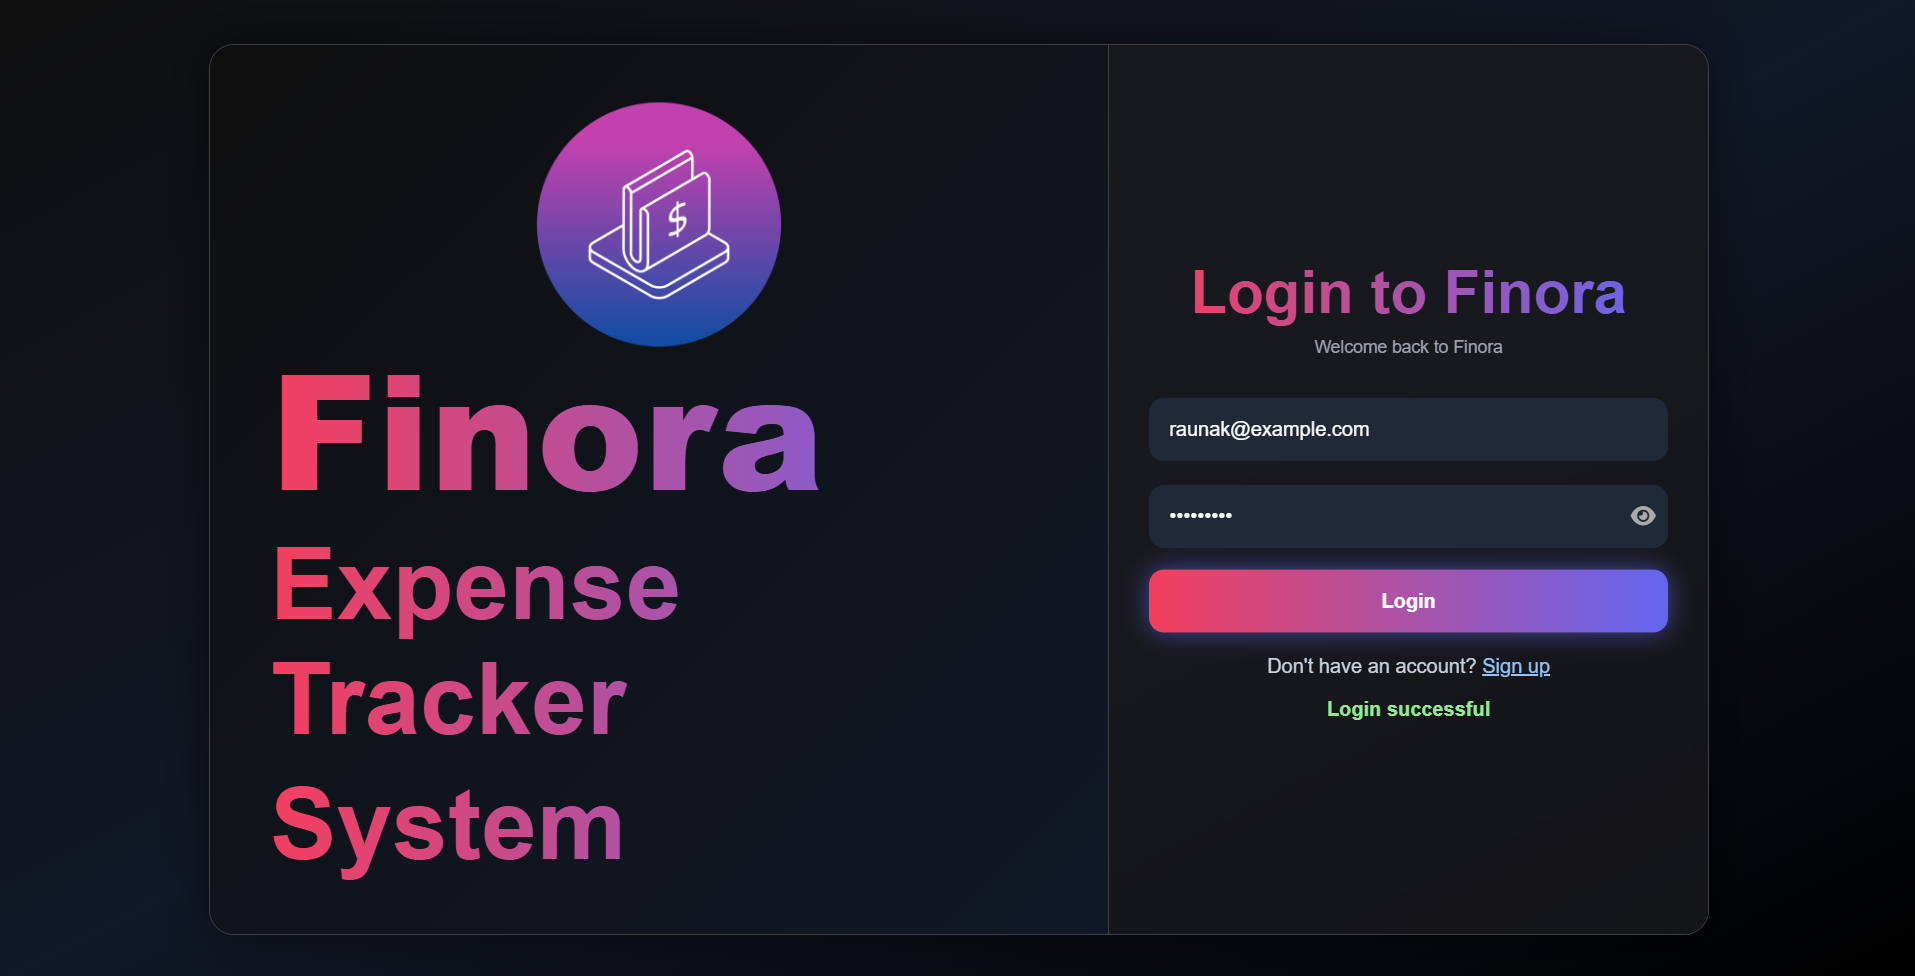 $
Finora
Expense
Tracker
System
Login to Finora
Welcome back to Finora
raunak@example.com
•••••••••
Login
Don't have an account? Sign up
Login successful